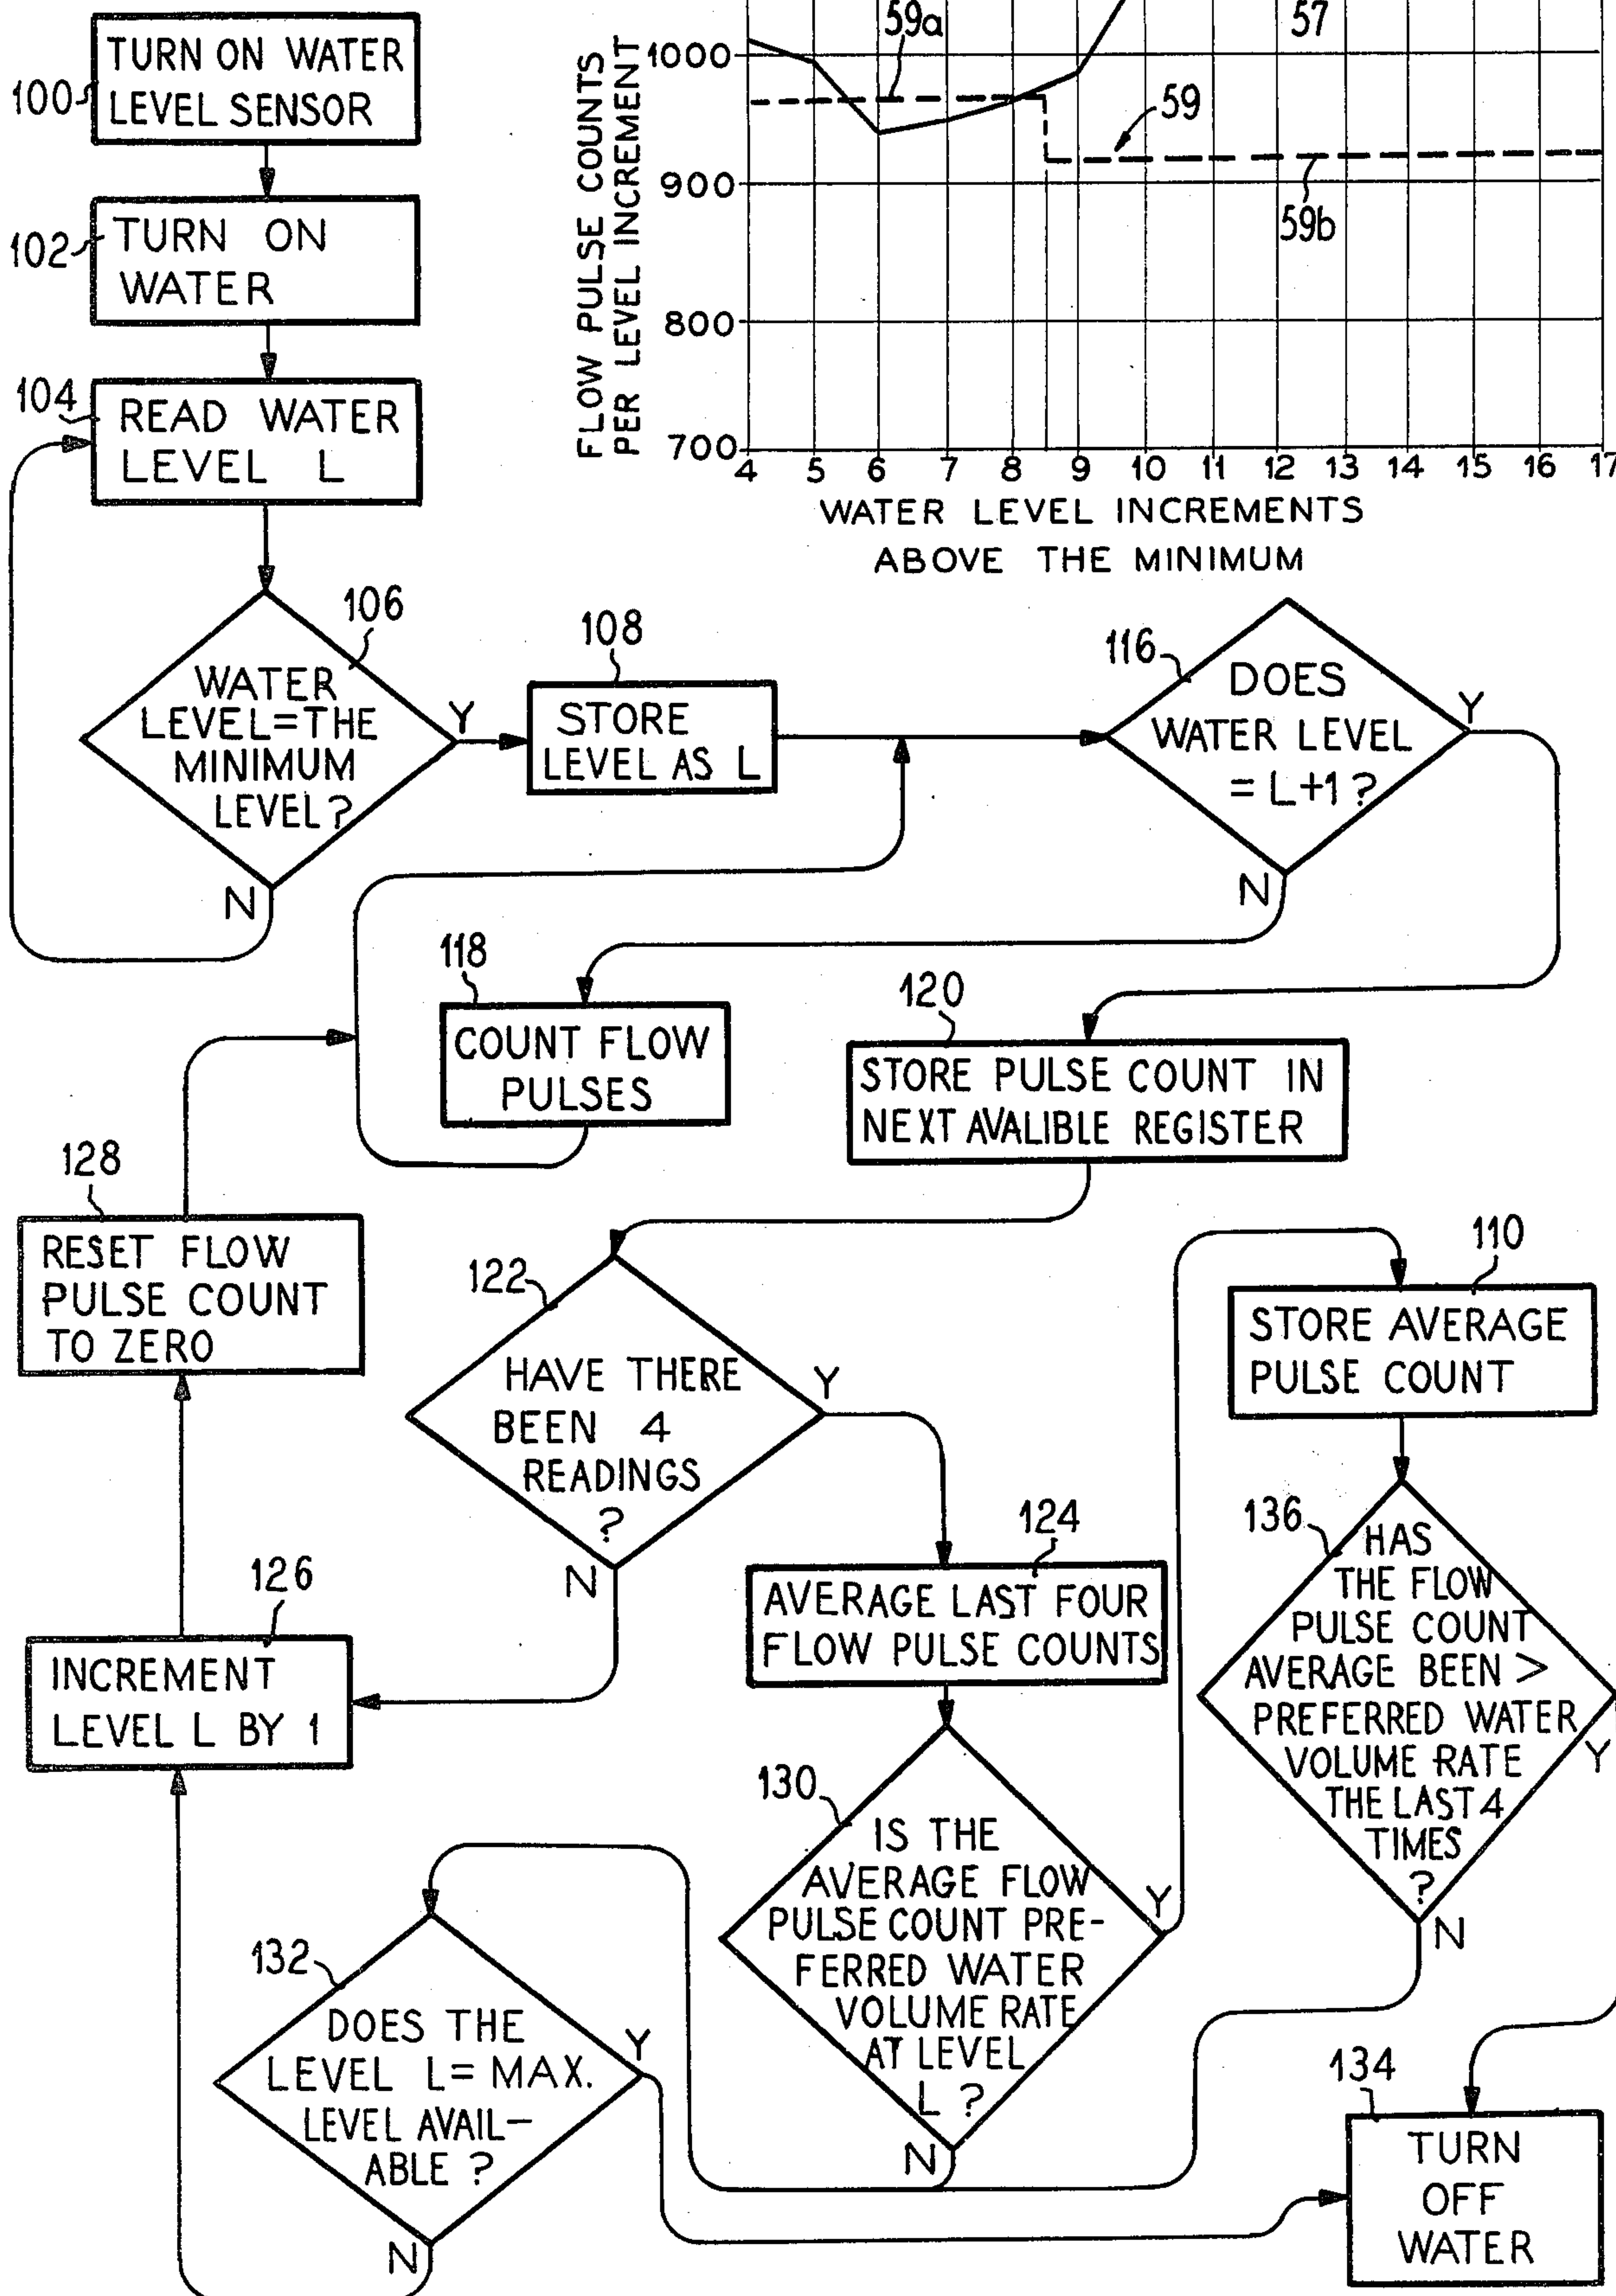 100
TURN ON WATER
LEVEL SENSOR
102
TURN ON
WATER
104
READ WATER
LEVEL L
FLOW PULSE COUNTS
PER LEVEL INCREMENT
1000
900
800
700
59a
57
59
59b
4 5 6 7 8 9 10 11 12 13 14 15 16 17
WATER LEVEL INCREMENTS
ABOVE THE MINIMUM
106
WATER
LEVEL=THE
MINIMUM
LEVEL?
Y
N
108
STORE
LEVEL AS L
116
DOES
WATER LEVEL
= L+1 ?
Y
N
118
COUNT FLOW
PULSES
120
STORE PULSE COUNT IN
NEXT AVALIBLE REGISTER
128
RESET FLOW
PULSE COUNT
TO ZERO
122
HAVE THERE
BEEN 4
READINGS
?
Y
N
110
STORE AVERAGE
PULSE COUNT
126
INCREMENT
LEVEL L BY 1
124
AVERAGE LAST FOUR
FLOW PULSE COUNTS
136
HAS
THE FLOW
PULSE COUNT
AVERAGE BEEN >
PREFERRED WATER
VOLUME RATE
THE LAST 4
TIMES
?
Y
N
130
IS THE
AVERAGE FLOW
PULSE COUNT PRE-
FERRED WATER
VOLUME RATE
AT LEVEL
L ?
Y
N
132
DOES THE
LEVEL L= MAX.
LEVEL AVAIL-
ABLE ?
Y
N
134
TURN
OFF
WATER